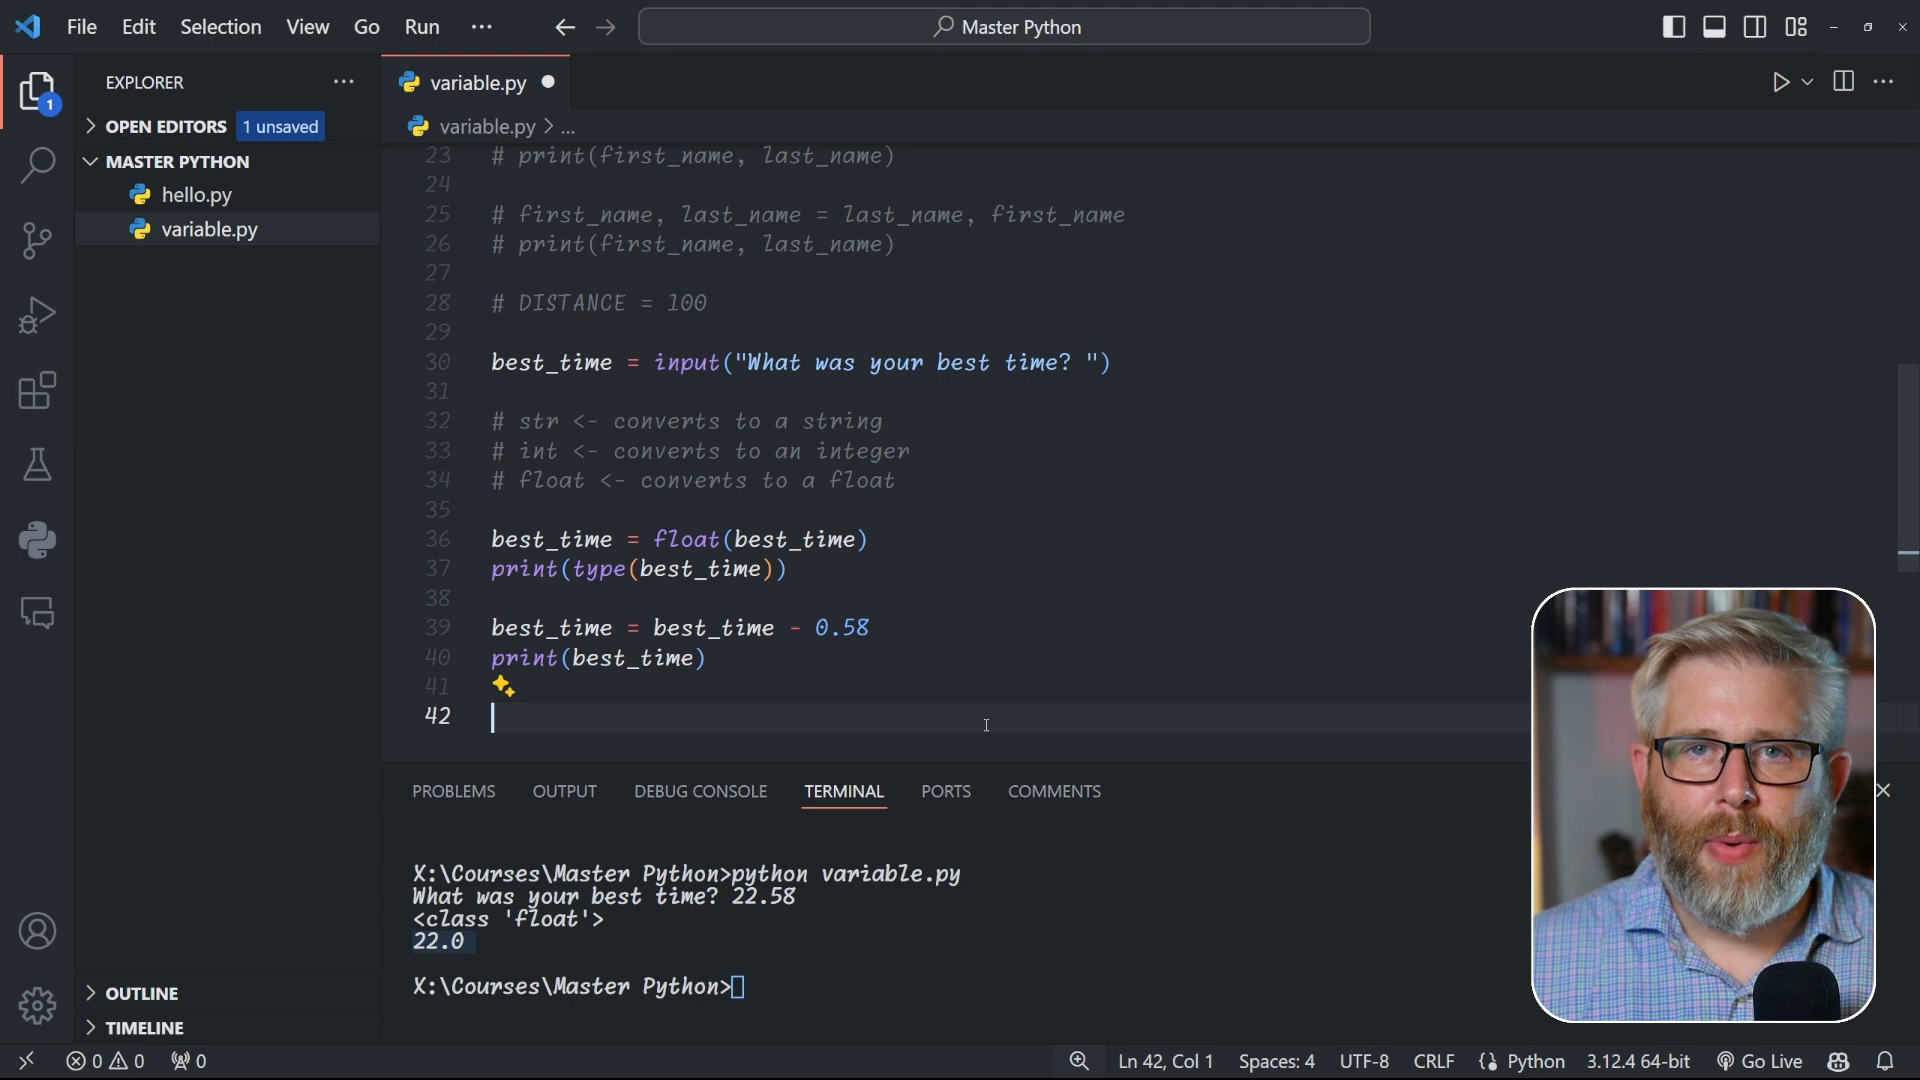 File Edit Selection View Go Run ···
Master Python
EXPLORER ···
OPEN EDITORS 1 unsaved
MASTER PYTHON
hello.py
variable.py
OUTLINE
TIMELINE
1
variable.py
variable.py > ...
23 # print(first_name, last_name)
24
25 # first_name, last_name = last_name, first_name
26 # print(first_name, last_name)
27
28 # DISTANCE = 100
29
30 best_time = input("What was your best time? ")
31
32 # str <- converts to a string
33 # int <- converts to an integer
34 # float <- converts to a float
35
36 best_time = float(best_time)
37 print(type(best_time))
38
39 best_time = best_time - 0.58
40 print(best_time)
41
42
PROBLEMS OUTPUT DEBUG CONSOLE TERMINAL PORTS COMMENTS
X:\Courses\Master Python>python variable.py
What was your best time? 22.58
<class 'float'>
22.0
X:\Courses\Master Python>
0 0 0 Ln 42, Col 1 Spaces: 4 UTF-8 CRLF Python 3.12.4 64-bit Go Live